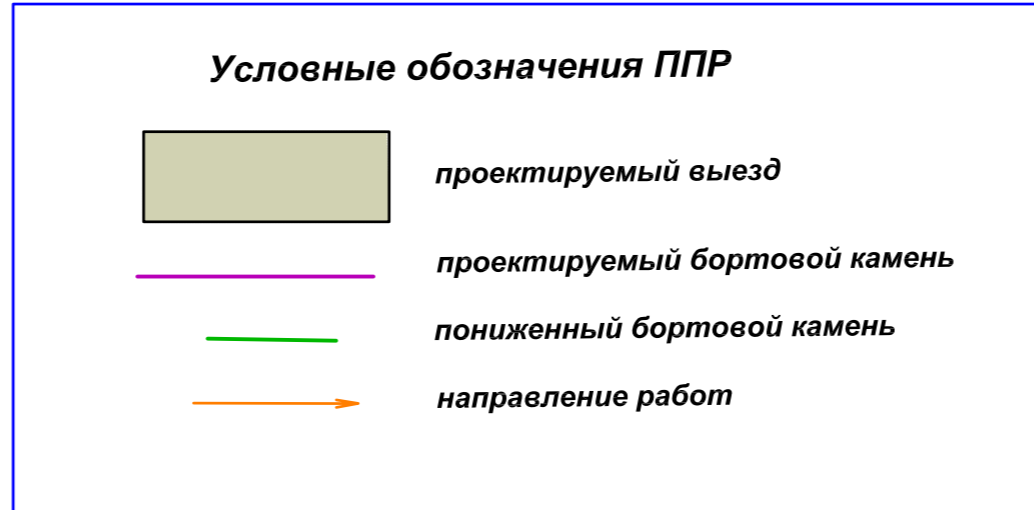 Условные обозначения ППР
проектируемый выезд
проектируемый бортовой камень
пониженный бортовой камень
направление работ